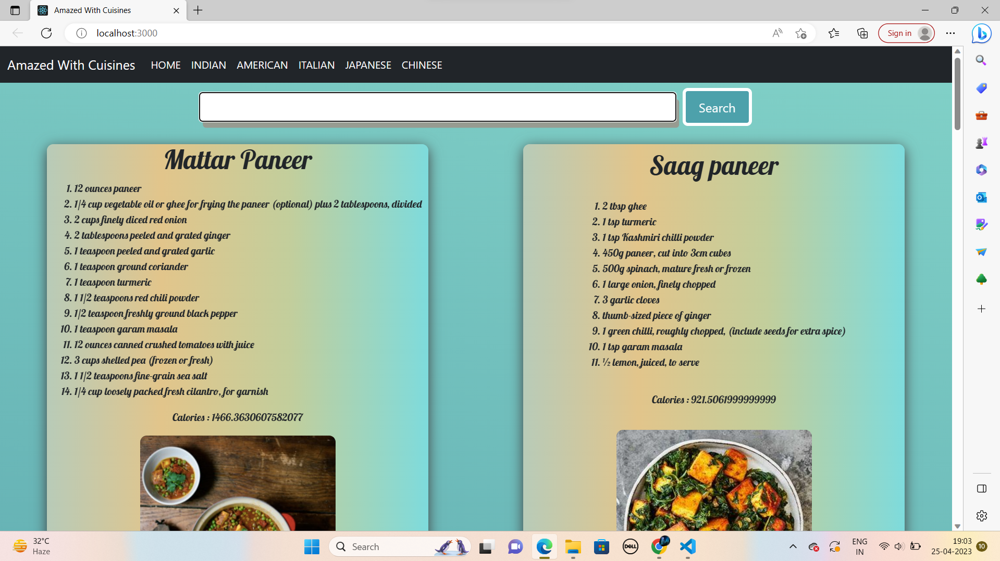 Amazed With Cuisines
localhost:3000
Sign in
Amazed With Cuisines HOME INDIAN AMERICAN ITALIAN JAPANESE CHINESE
Search
Mattar Paneer
1. 12 ounces paneer
2. 1/4 cup vegetable oil or ghee for frying the paneer (optional) plus 2 tablespoons, divided
3. 2 cups finely diced red onion
4. 2 tablespoons peeled and grated ginger
5. 1 teaspoon peeled and grated garlic
6. 1 teaspoon ground coriander
7. 1 teaspoon turmeric
8. 1 1/2 teaspoons red chili powder
9. 1/2 teaspoon freshly ground black pepper
10. 1 teaspoon garam masala
11. 12 ounces canned crushed tomatoes with juice
12. 3 cups shelled pea (frozen or fresh)
13. 1 1/2 teaspoons fine-grain sea salt
14. 1/4 cup loosely packed fresh cilantro, for garnish
Calories : 1466.3630607582077
Saag paneer
1. 2 tbsp ghee
2. 1 tsp turmeric
3. 1 tsp Kashmiri chilli powder
4. 450g paneer, cut into 3cm cubes
5. 500g spinach, mature fresh or frozen
6. 1 large onion, finely chopped
7. 3 garlic cloves
8. thumb-sized piece of ginger
9. 1 green chilli, roughly chopped, (include seeds for extra spice)
10. 1 tsp garam masala
11. ½ lemon, juiced, to serve
Calories : 921.5061999999999
32°C
Haze
Search
DELL
ENG
IN
19:03
25-04-2023
10